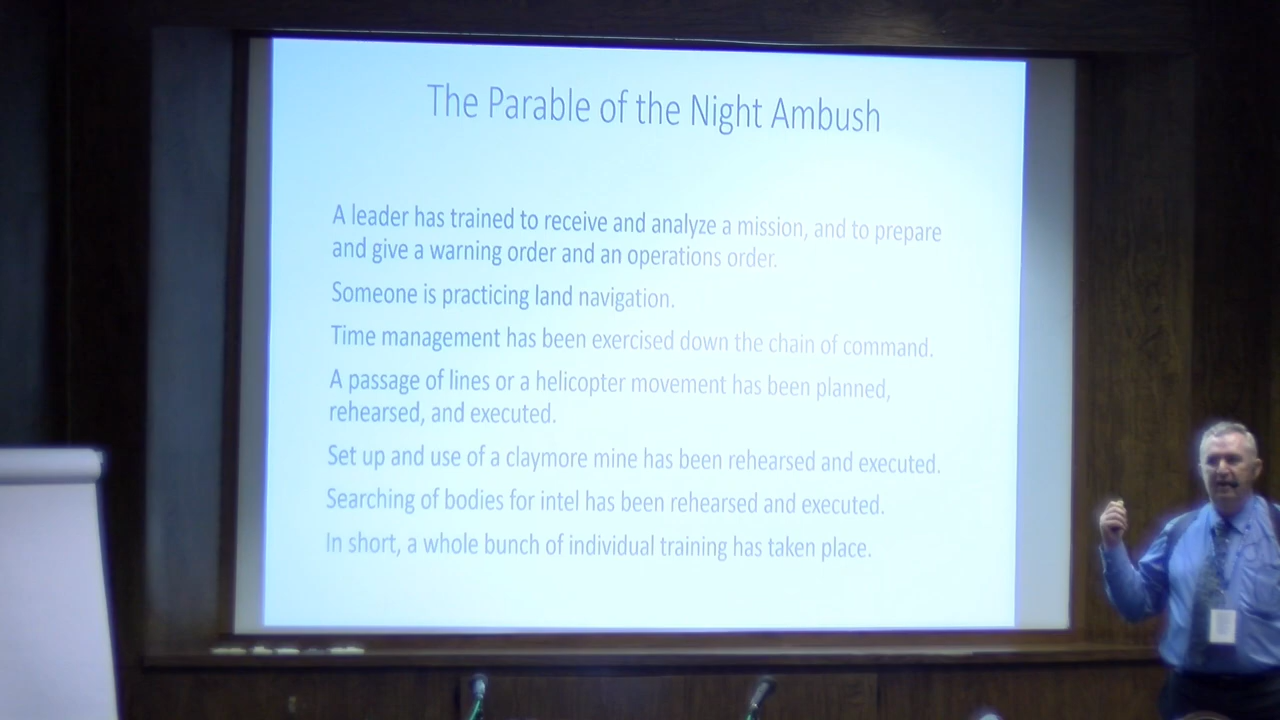 The Parable of the Night Ambush
A leader has trained to receive and analyze a mission, and to prepare
and give a warning order and an operations order.
Someone is practicing land navigation.
Time management has been exercised down the chain of command.
A passage of lines or a helicopter movement has been planned,
rehearsed, and executed.
Set up and use of a claymore mine has been rehearsed and executed.
Searching of bodies for intel has been rehearsed and executed.
In short, a whole bunch of individual training has taken place.